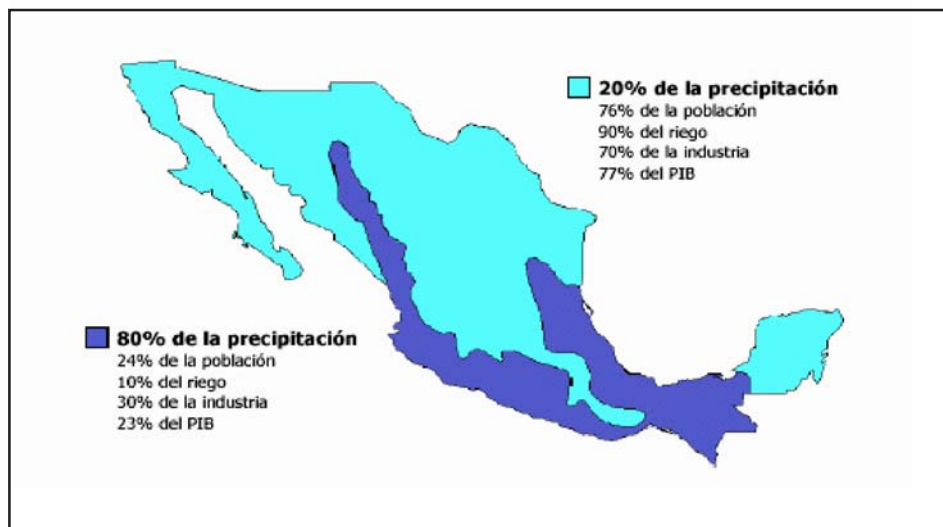 20% de la precipitación
76% de la población
90% del riego
70% de la industria
77% del PIB
80% de la precipitación
24% de la población
10% del riego
30% de la industria
23% del PIB